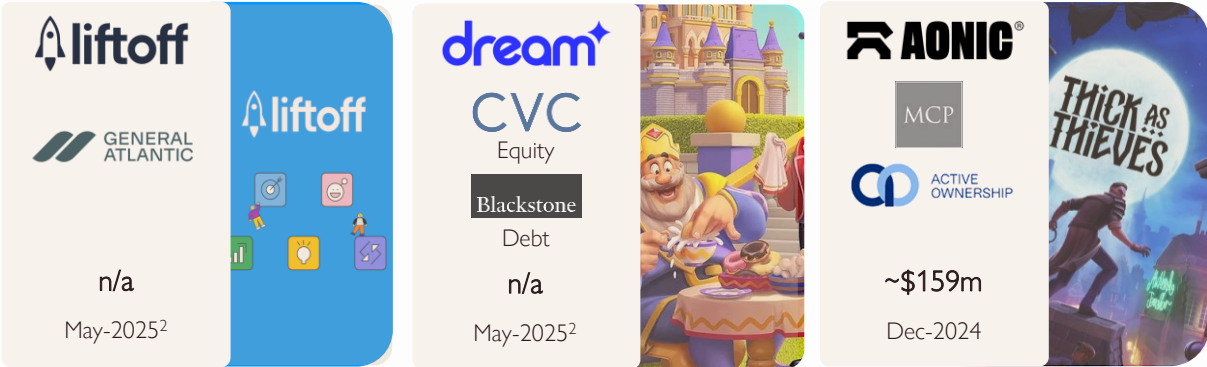 liftoff
GENERAL
ATLANTIC
n/a
May-2025²
liftoff
dream
CVC
Equity
Blackstone
Debt
n/a
May-2025²
AONIC®
MCP
ACTIVE
OWNERSHIP
~$159m
Dec-2024
THICK AS
THIEVES